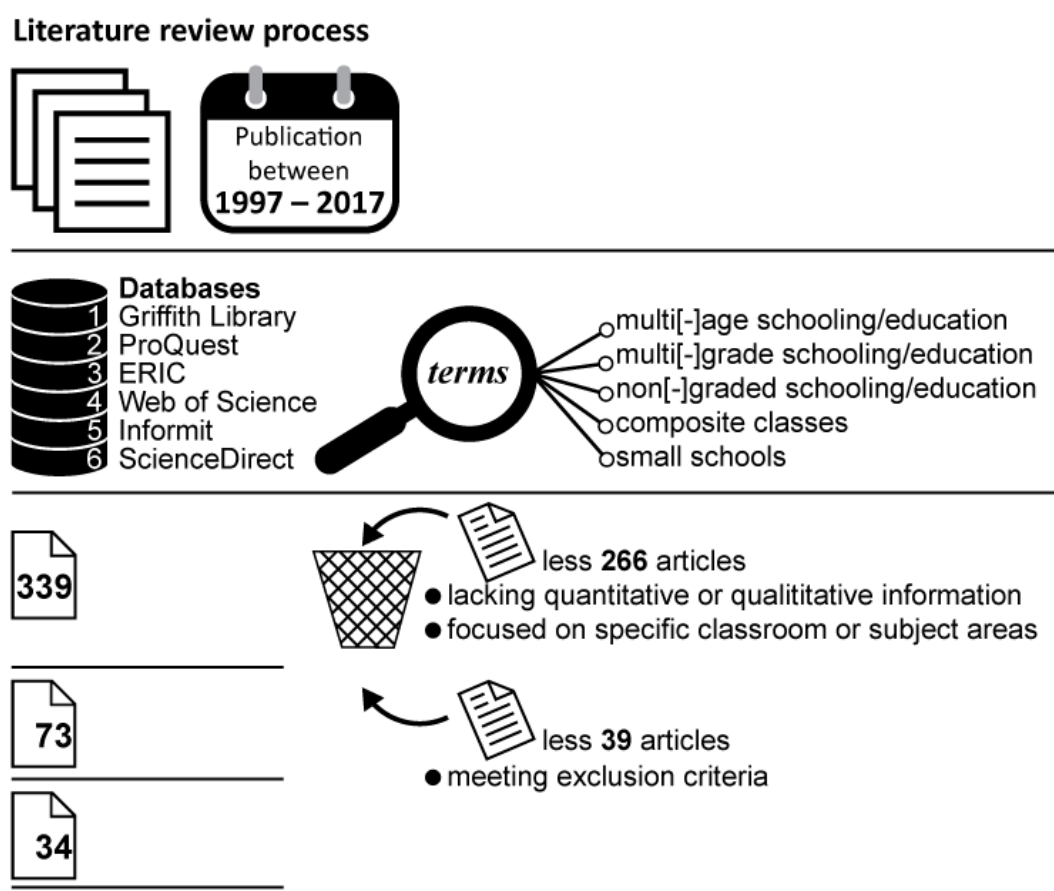 Literature review process
Publication
between
1997 – 2017
Databases
1 Griffith Library
2 ProQuest
3 ERIC
4 Web of Science
5 Informit
6 ScienceDirect
terms
multi[-]age schooling/education
multi[-]grade schooling/education
non[-]graded schooling/education
composite classes
small schools
339
less 266 articles
● lacking quantitative or qualititative information
● focused on specific classroom or subject areas
73
less 39 articles
● meeting exclusion criteria
34